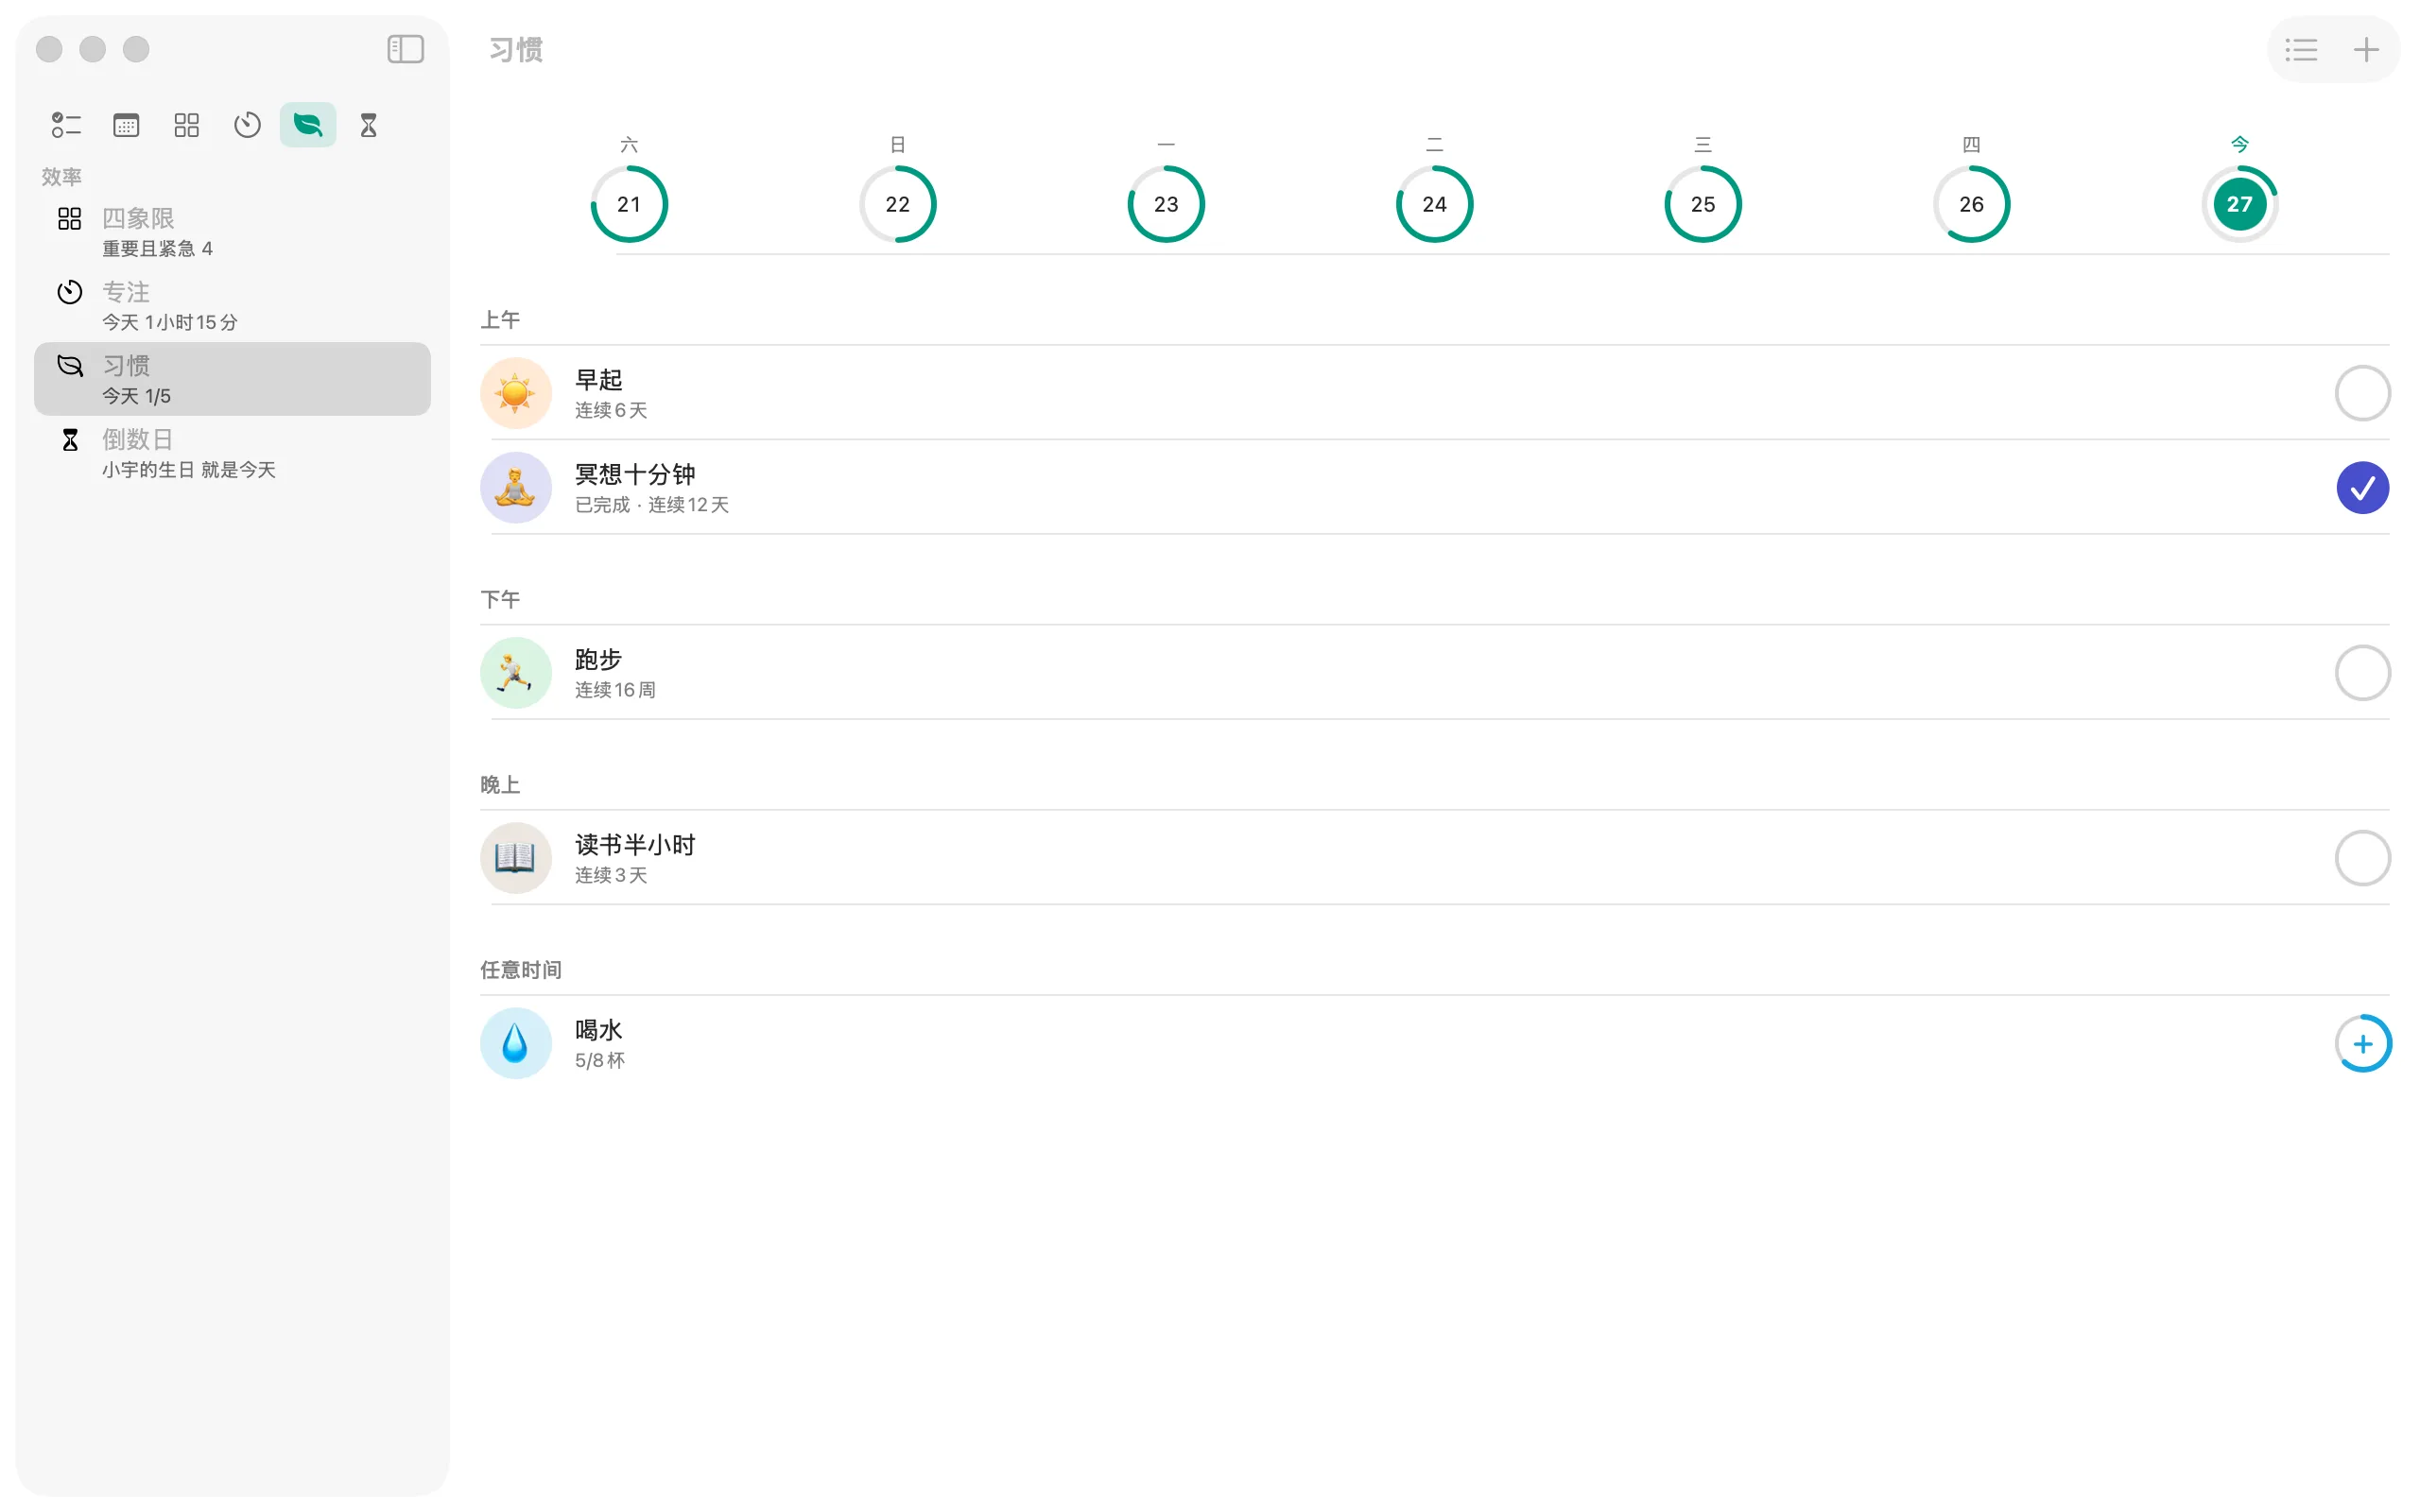 习惯
效率
四象限
重要且紧急 4
专注
今天 1小时15分
习惯
今天 1/5
倒数日
小宇的生日 就是今天
六 日 一 二 三 四 今
21 22 23 24 25 26 27
上午
早起
连续6天
冥想十分钟
已完成 · 连续12天
下午
跑步
连续16周
晚上
读书半小时
连续3天
任意时间
喝水
5/8杯